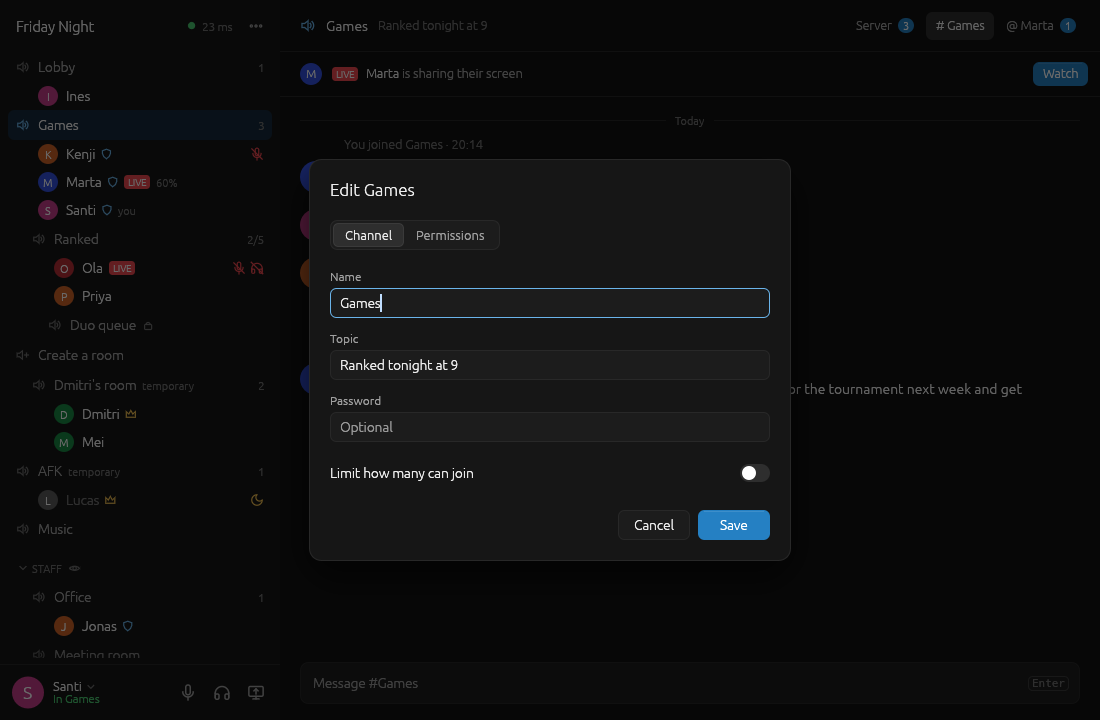 Friday Night
23 ms
Games
Ranked tonight at 9
Server 3
# Games
@ Marta 1
Lobby 1
I Ines
Games 3
K Kenji
M Marta LIVE 60%
S Santi you
Ranked 2/5
O Ola LIVE
P Priya
Duo queue
Create a room
Dmitri's room temporary 2
D Dmitri
M Mei
AFK temporary 1
L Lucas
Music
STAFF
Office 1
J Jonas
Meeting room
S Santi
In Games
M LIVE Marta is sharing their screen
Watch
Today
You joined Games · 20:14
or the tournament next week and get
Edit Games
Channel Permissions
Name
Games
Topic
Ranked tonight at 9
Password
Optional
Limit how many can join
Cancel Save
Message #Games Enter